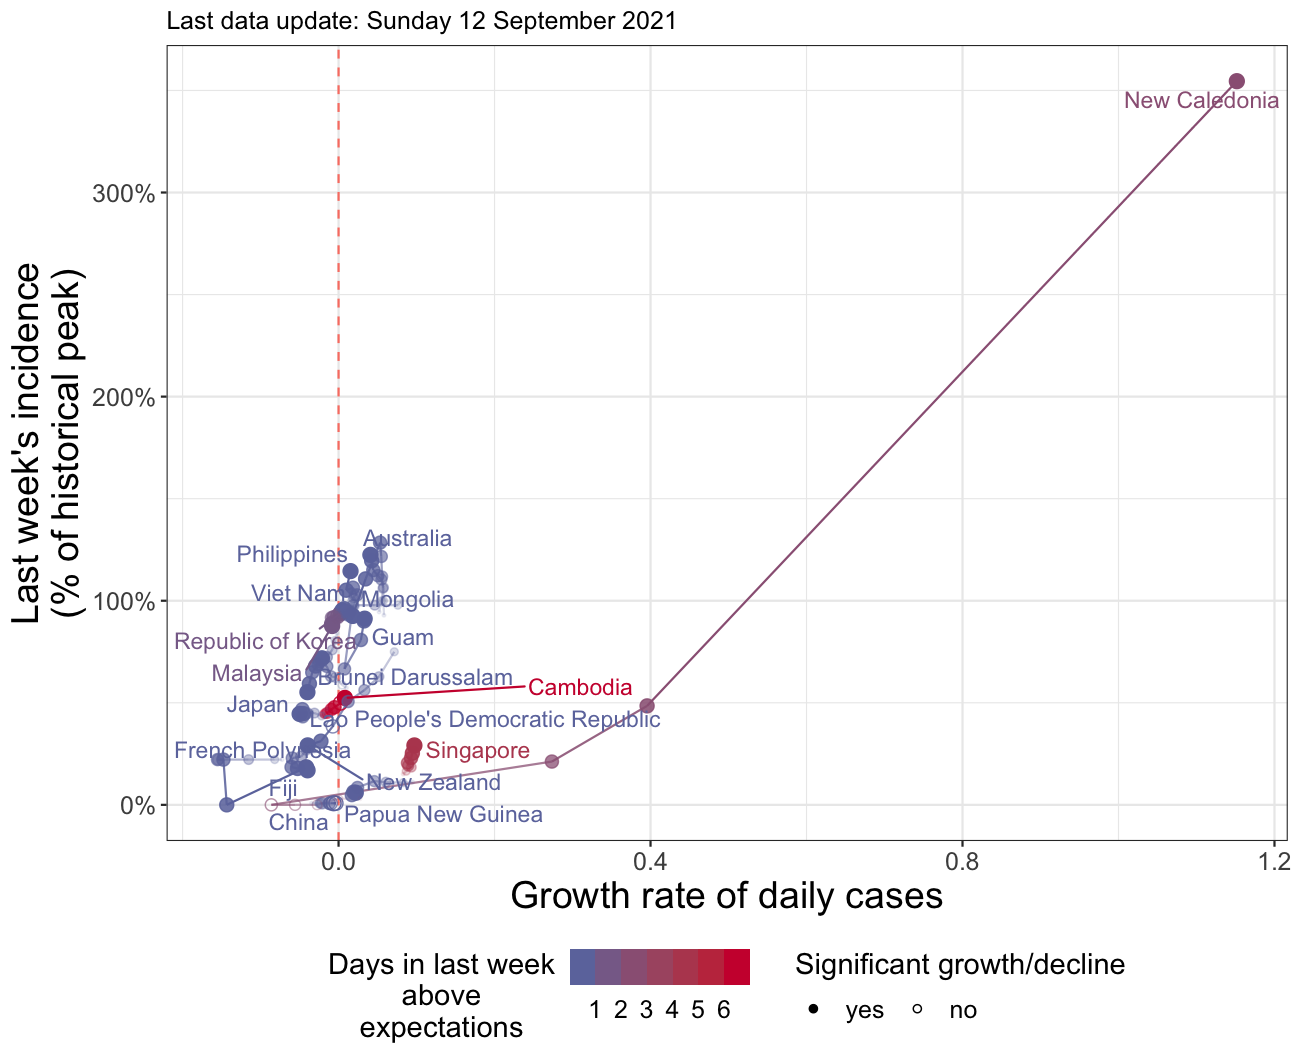 Last data update: Sunday 12 September 2021
Last week's incidence
(% of historical peak)
300%
200%
100%
0%
New Caledonia
Australia
Philippines
Viet Nam
Mongolia
Republic of Korea
Guam
Malaysia
Brunei Darussalam
Cambodia
Japan
Lao People's Democratic Republic
French Polynesia
Singapore
New Zealand
Fiji
China
Papua New Guinea
0.0 0.4 0.8 1.2
Growth rate of daily cases
Days in last week
above
expectations
1 2 3 4 5 6
Significant growth/decline
yes no